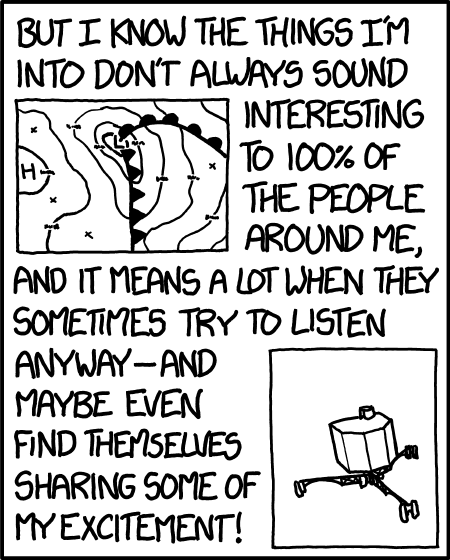 BUT I KNOW THE THINGS I'M
INTO DON'T ALWAYS SOUND
INTERESTING
TO 100% OF
THE PEOPLE
AROUND ME,
H
L
AND IT MEANS A LOT WHEN THEY
SOMETIMES TRY TO LISTEN
ANYWAY—AND
MAYBE EVEN
FIND THEMSELVES
SHARING SOME OF
MY EXCITEMENT!